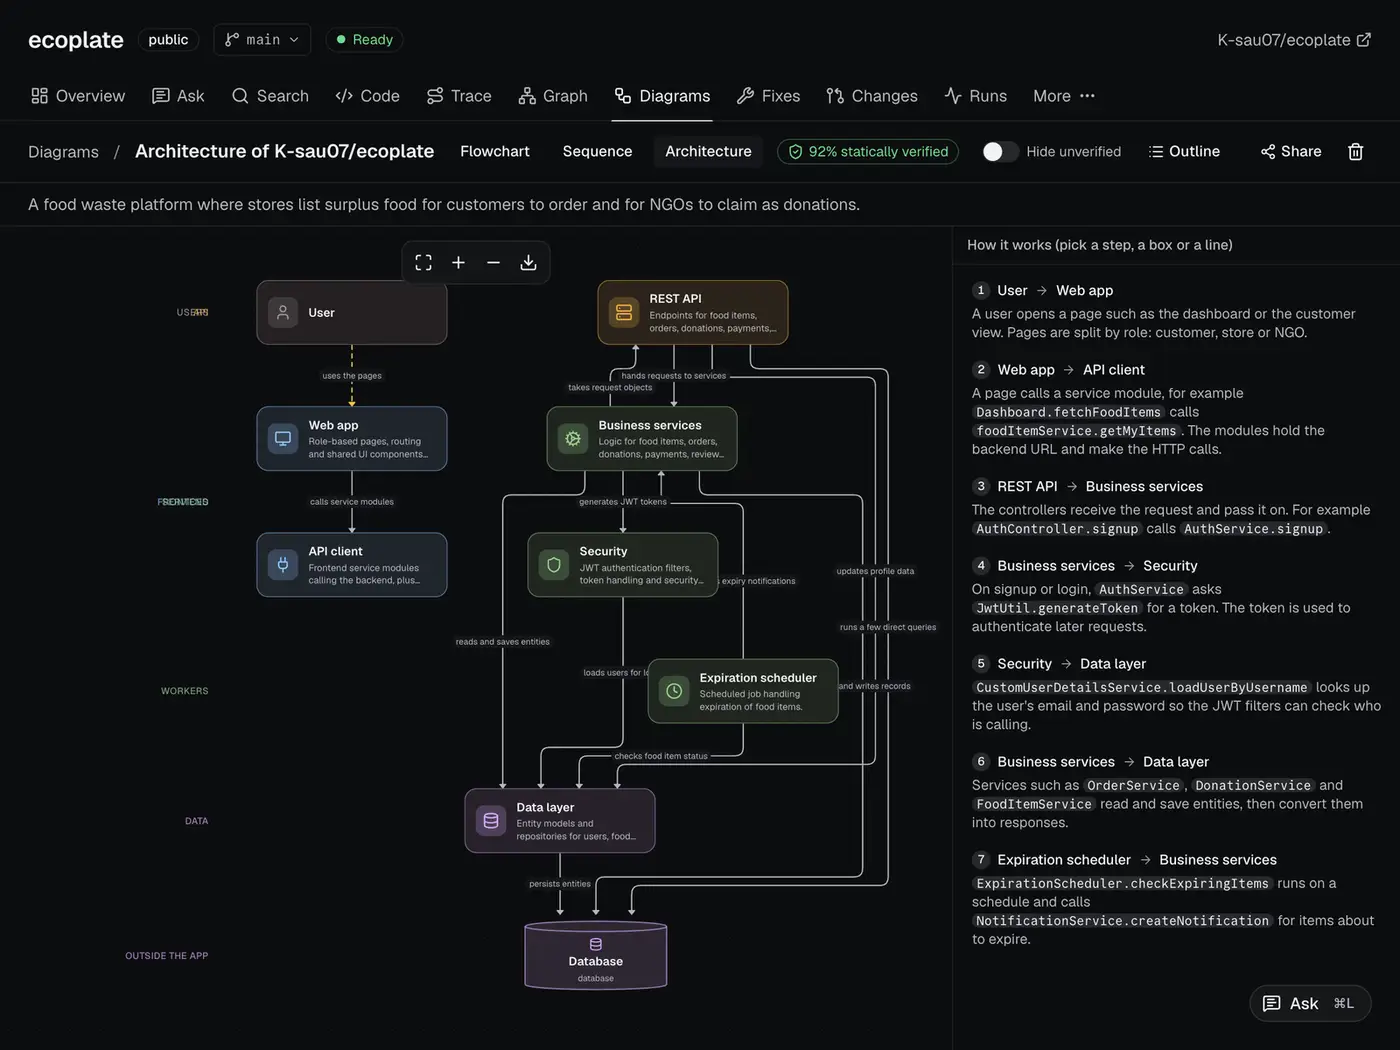 ecoplate
public
main
Ready
K-sau07/ecoplate
Overview
Ask
Search
Code
Trace
Graph
Diagrams
Fixes
Changes
Runs
More
Diagrams / Architecture of K-sau07/ecoplate
Flowchart
Sequence
Architecture
92% statically verified
Hide unverified
Outline
Share
A food waste platform where stores list surplus food for customers to order and for NGOs to claim as donations.
User
REST API
Endpoints for food items,
orders, donations, payments,...
uses the pages
hands requests to services
takes request objects
Web app
Role-based pages, routing
and shared UI components...
Business services
Logic for food items, orders,
donations, payments, review...
calls service modules
generates JWT tokens
API client
Frontend service modules
calling the backend, plus...
Security
JWT authentication filters,
token handling and security...
s expiry notifications
updates profile data
runs a few direct queries
reads and saves entities
loads users for
WORKERS
Expiration scheduler
Scheduled job handling
expiration of food items.
and writes records
checks food item status
DATA
Data layer
Entity models and
repositories for users, food...
persists entities
OUTSIDE THE APP
Database
database
How it works (pick a step, a box or a line)
1 User → Web app
A user opens a page such as the dashboard or the customer
view. Pages are split by role: customer, store or NGO.
2 Web app → API client
A page calls a service module, for example
Dashboard.fetchFoodItems calls
foodItemService.getMyItems. The modules hold the
backend URL and make the HTTP calls.
3 REST API → Business services
The controllers receive the request and pass it on. For example
AuthController.signup calls AuthService.signup.
4 Business services → Security
On signup or login, AuthService asks
JwtUtil.generateToken for a token. The token is used to
authenticate later requests.
5 Security → Data layer
CustomUserDetailsService.loadUserByUsername looks up
the user's email and password so the JWT filters can check who
is calling.
6 Business services → Data layer
Services such as OrderService, DonationService and
FoodItemService read and save entities, then convert them
into responses.
7 Expiration scheduler → Business services
ExpirationScheduler.checkExpiringItems runs on a
schedule and calls
NotificationService.createNotification for items about
to expire.
Ask ⌘L